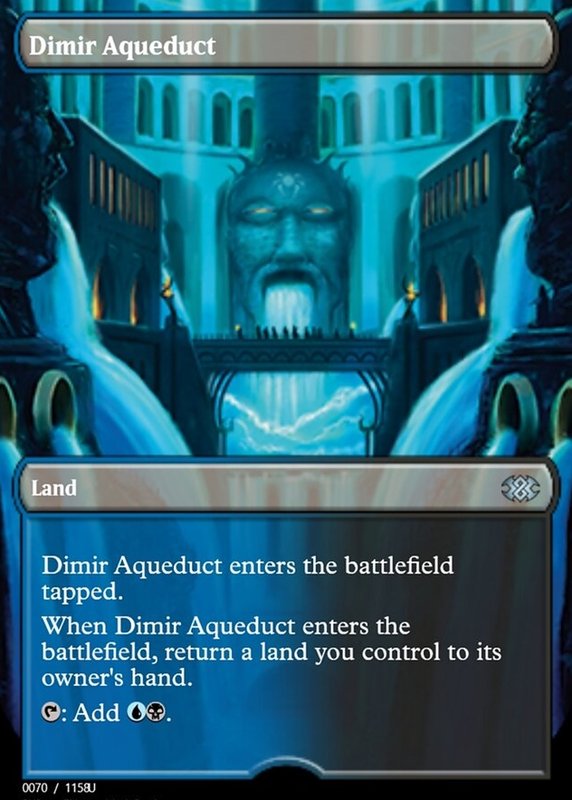 Dimir Aqueduct
Land
Dimir Aqueduct enters the battlefield
tapped.
When Dimir Aqueduct enters the
battlefield, return a land you control to its
owner's hand.
: Add .
0070 / 1158U